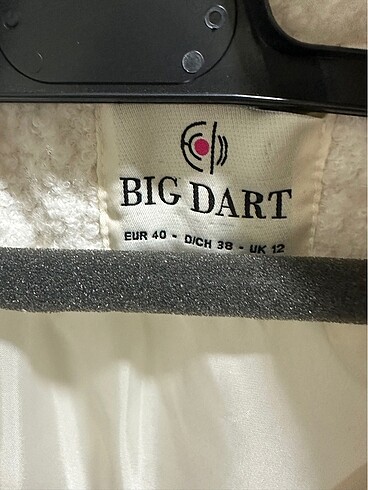 BIG DART
EUR 40 - D/CH 38 - UK 12